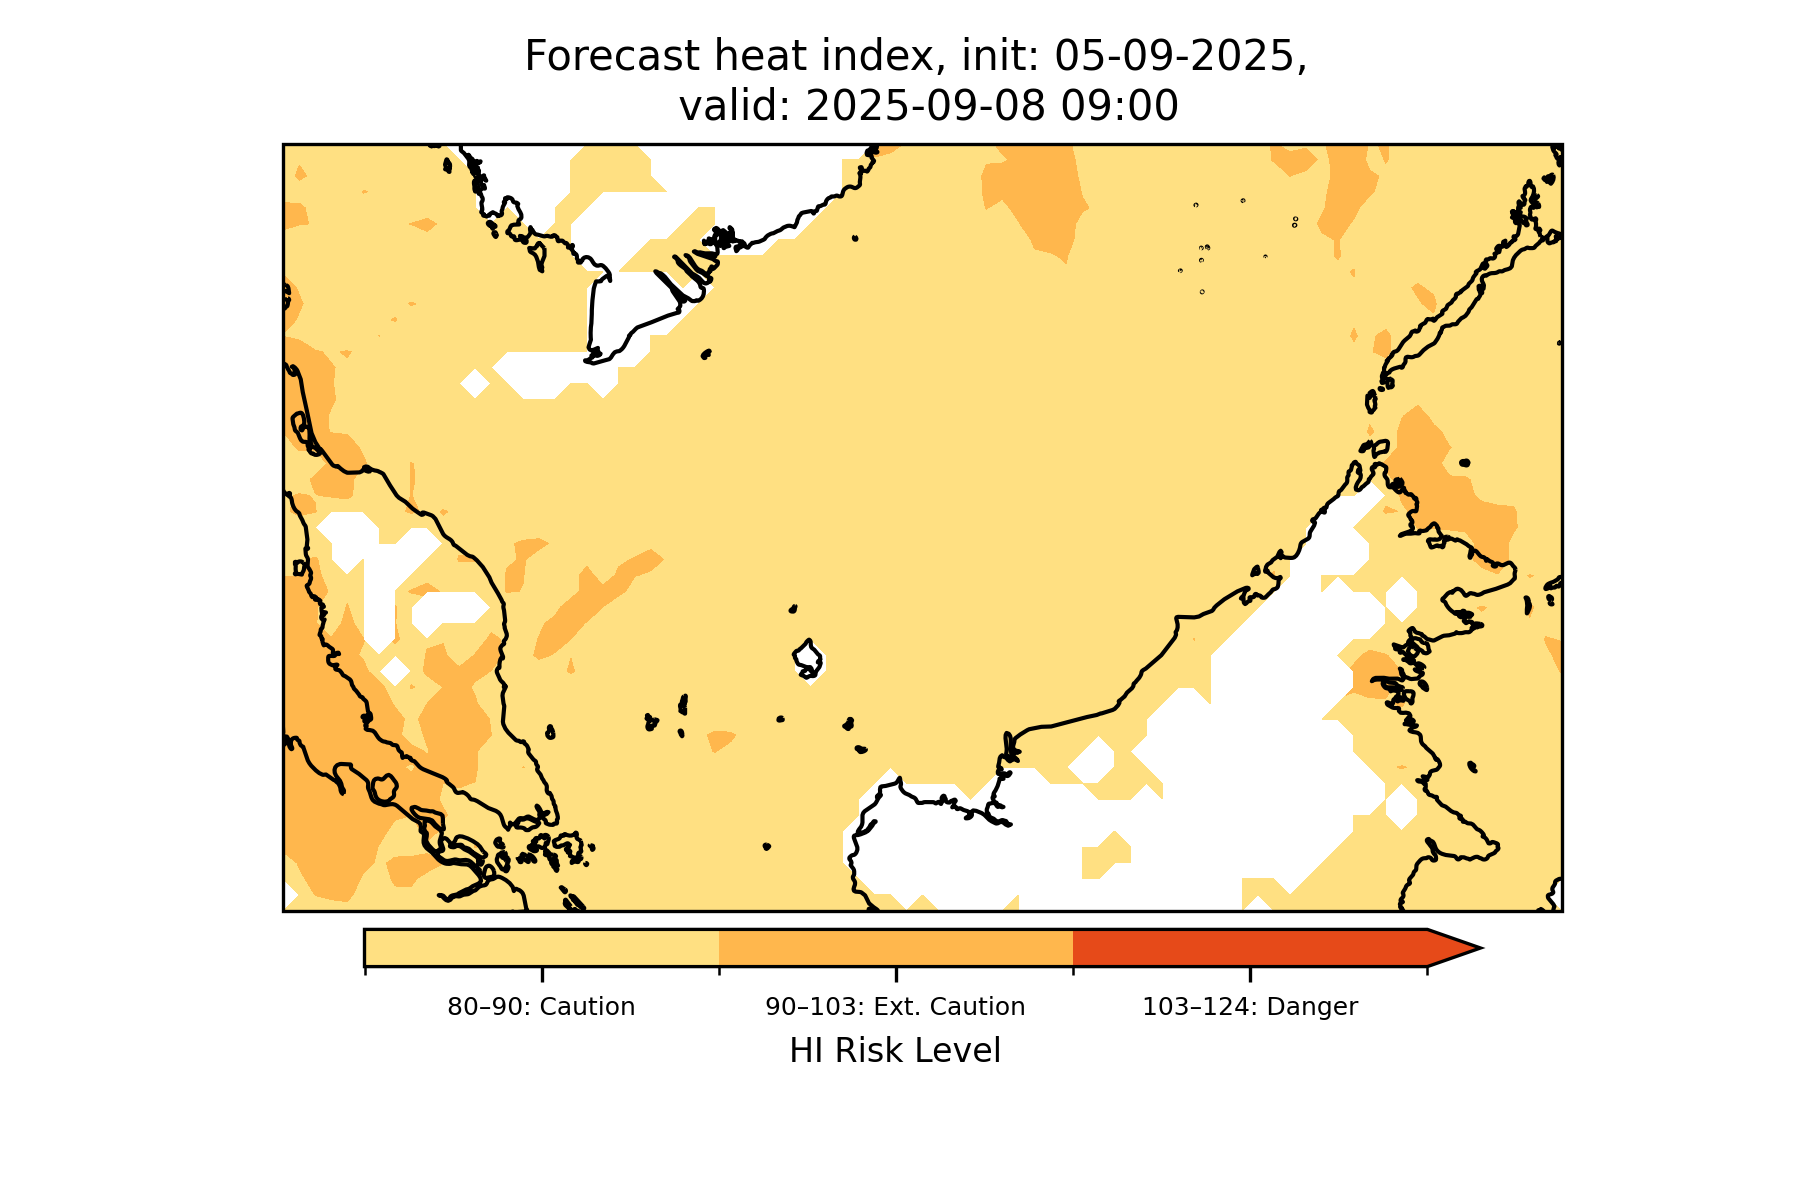 Forecast heat index, init: 05-09-2025,
valid: 2025-09-08 09:00
80–90: Caution
90–103: Ext. Caution
103–124: Danger
HI Risk Level